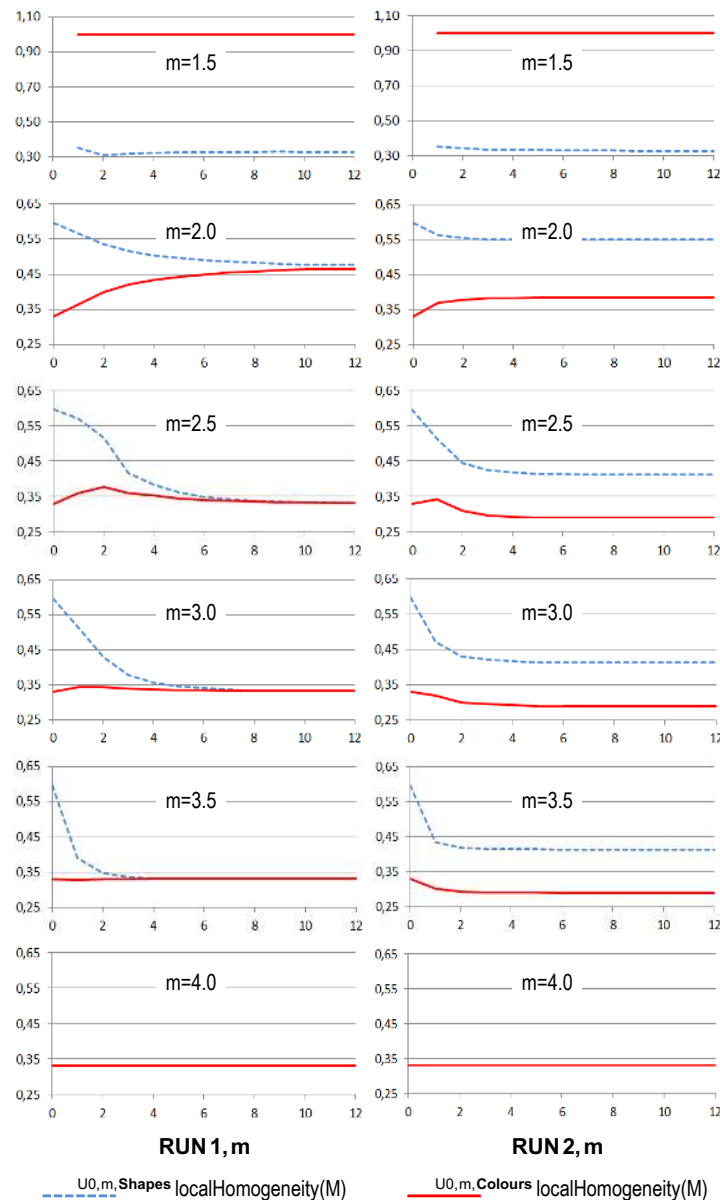 1,10 1,10
0,90 0,90
m=1.5 m=1.5
0,70 0,70
0,50 0,50
0,30 0,30
0 2 4 6 8 10 12 0 2 4 6 8 10 12
0,65 0,65
m=2.0 m=2.0
0,55 0,55
0,45 0,45
0,35 0,35
0,25 0,25
0 2 4 6 8 10 12 0 2 4 6 8 10 12
0,65 0,65
m=2.5 m=2.5
0,55 0,55
0,45 0,45
0,35 0,35
0,25 0,25
0 2 4 6 8 10 12 0 2 4 6 8 10 12
0,65 0,65
m=3.0 m=3.0
0,55 0,55
0,45 0,45
0,35 0,35
0,25 0,25
0 2 4 6 8 10 12 0 2 4 6 8 10 12
0,65 0,65
m=3.5 m=3.5
0,55 0,55
0,45 0,45
0,35 0,35
0,25 0,25
0 2 4 6 8 10 12 0 2 4 6 8 10 12
0,65 0,65
m=4.0 m=4.0
0,55 0,55
0,45 0,45
0,35 0,35
0,25 0,25
0 2 4 6 8 10 12 0 2 4 6 8 10 12
RUN 1, m RUN 2, m
U0,m,Shapes localHomogeneity(M) U0,m,Colours localHomogeneity(M)